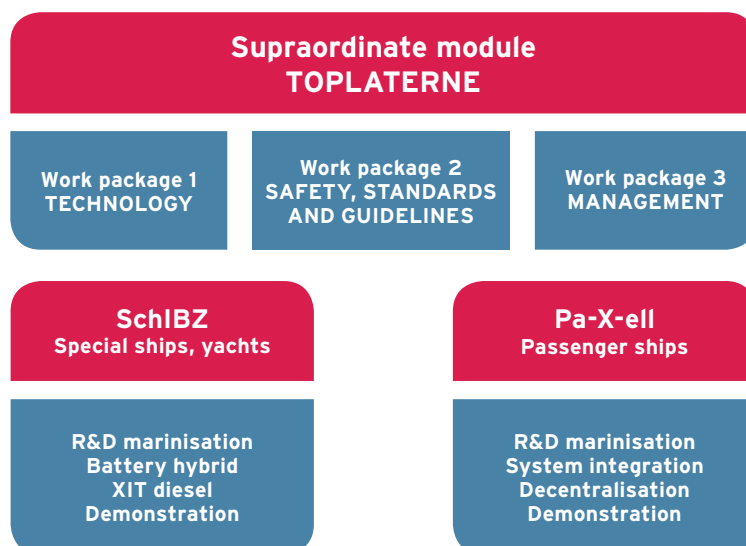 Supraordinate module
TOPLATERNE
Work package 1
TECHNOLOGY
Work package 2
SAFETY, STANDARDS
AND GUIDELINES
Work package 3
MANAGEMENT
SchIBZ
Special ships, yachts
R&D marinisation
Battery hybrid
XIT diesel
Demonstration
Pa-X-ell
Passenger ships
R&D marinisation
System integration
Decentralisation
Demonstration